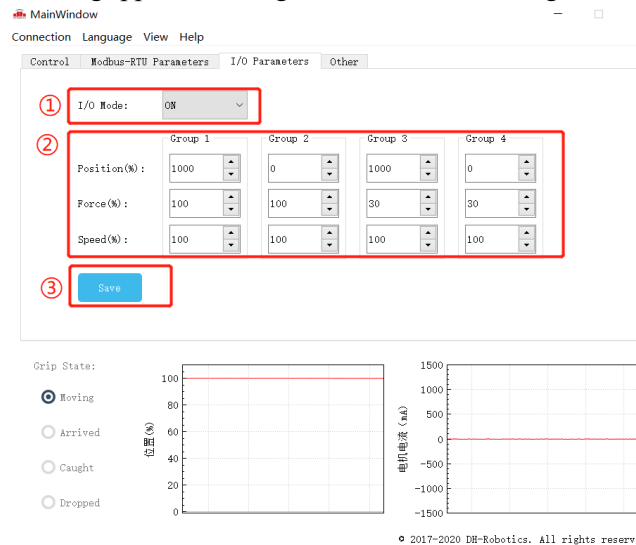 MainWindow
Connection Language View Help
Control Modbus-RTU Parameters I/O Parameters Other
① I/O Mode: ON
② Group 1 Group 2 Group 3 Group 4
Position(%): 1000 0 1000 0
Force(%): 100 100 30 30
Speed(%): 100 100 100 100
③ Save
Grip State:
Moving
Arrived
Caught
Dropped
位置(%)
100
80
60
40
20
0
电机电流(mA)
1500
1000
500
0
-500
-1000
-1500
© 2017-2020 DH-Robotics. All rights reserv